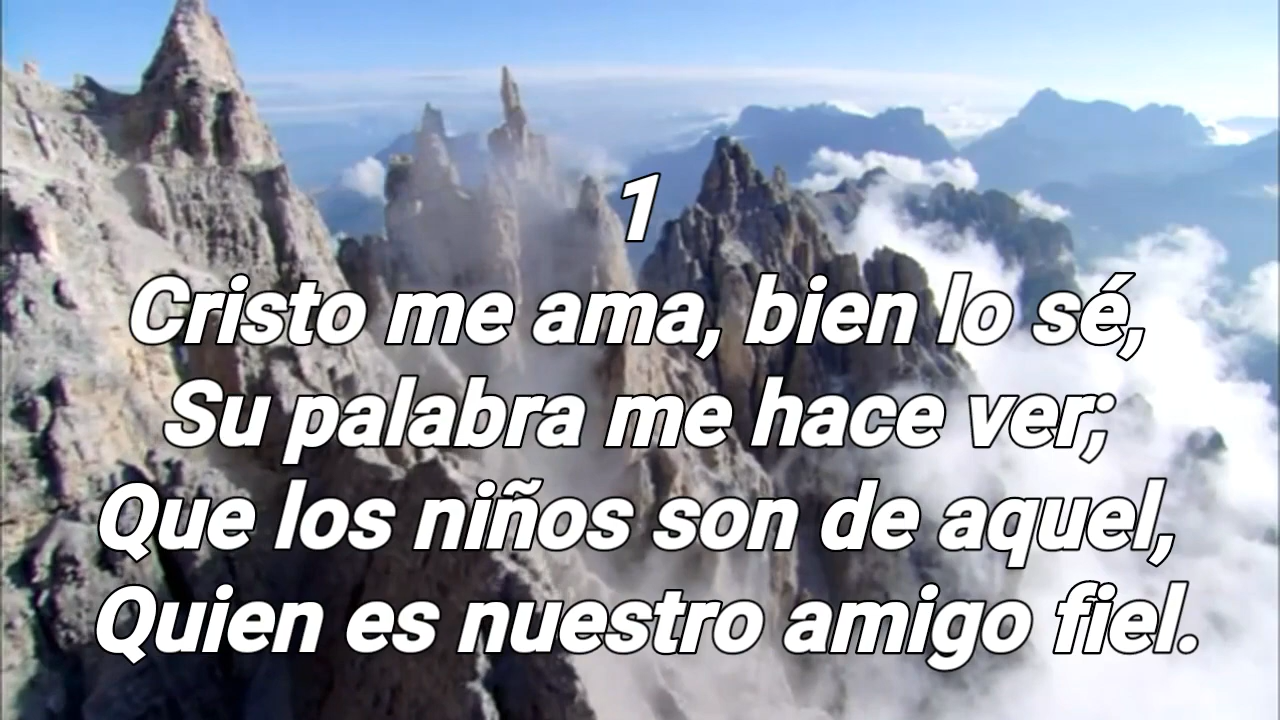 1
Cristo me ama, bien lo sé,
Su palabra me hace ver;
Que los niños son de aquel,
Quien es nuestro amigo fiel.